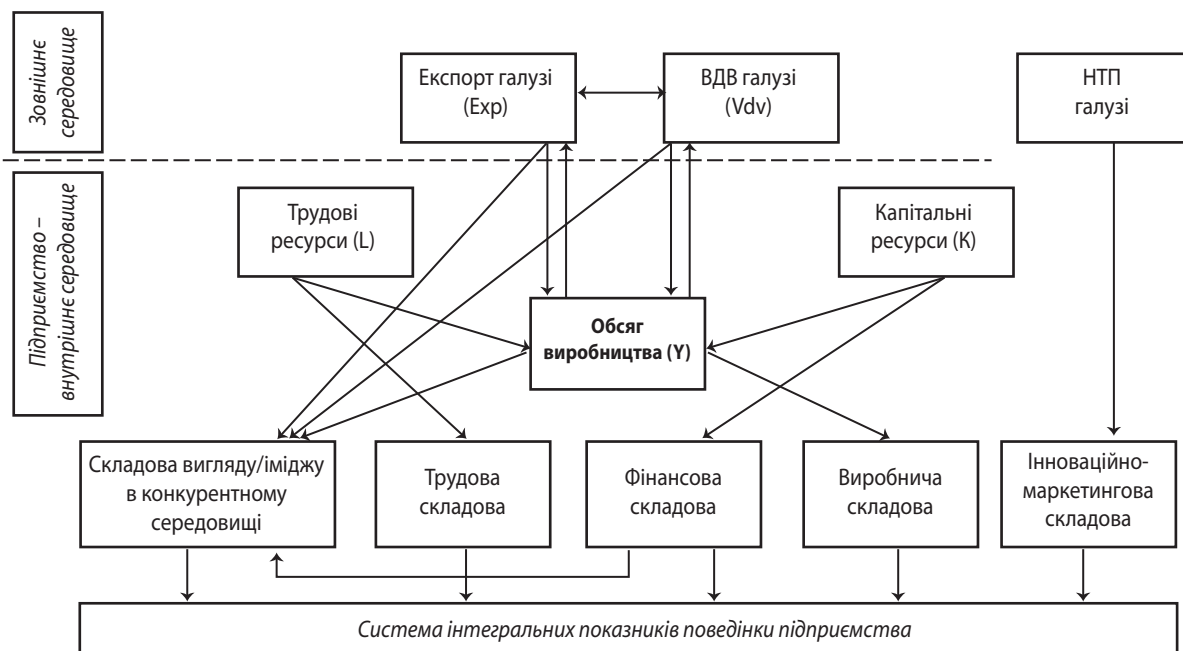 Зовнішнє
середовище
Експорт галузі
(Exp)
ВДВ галузі
(Vdv)
НТП
галузі
Підприємство –
внутрішнє середовище
Трудові
ресурси (L)
Капітальні
ресурси (K)
Обсяг
виробництва (Y)
Складова вигляду/іміджу
в конкурентному
середовищі
Трудова
складова
Фінансова
складова
Виробнича
складова
Інноваційно-
маркетингова
складова
Система інтегральних показників поведінки підприємства